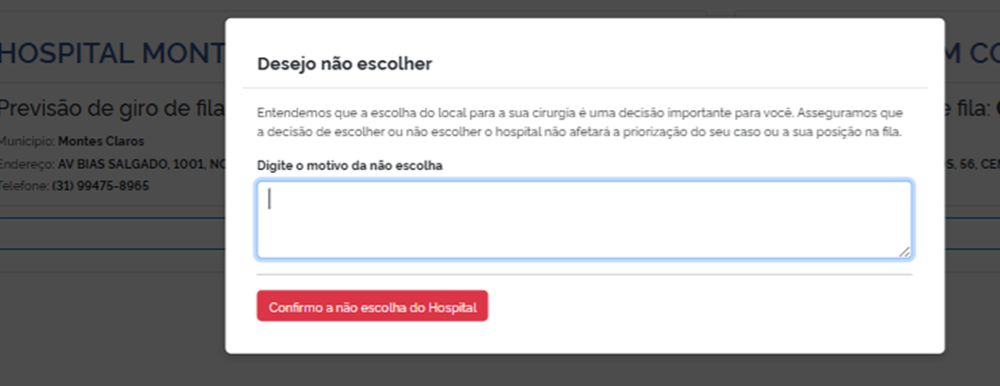 HOSPITAL MONT
M CO
Previsão de giro de fila
e fila:
Município: Montes Claros
Endereço: AV BIAS SALGADO, 1001, NO
S, 56, CEN
Telefone: (31) 99475-8965
Desejo não escolher
Entendemos que a escolha do local para a sua cirurgia é uma decisão importante para você. Asseguramos que
a decisão de escolher ou não escolher o hospital não afetará a priorização do seu caso ou a sua posição na fila.
Digite o motivo da não escolha
Confirmo a não escolha do Hospital